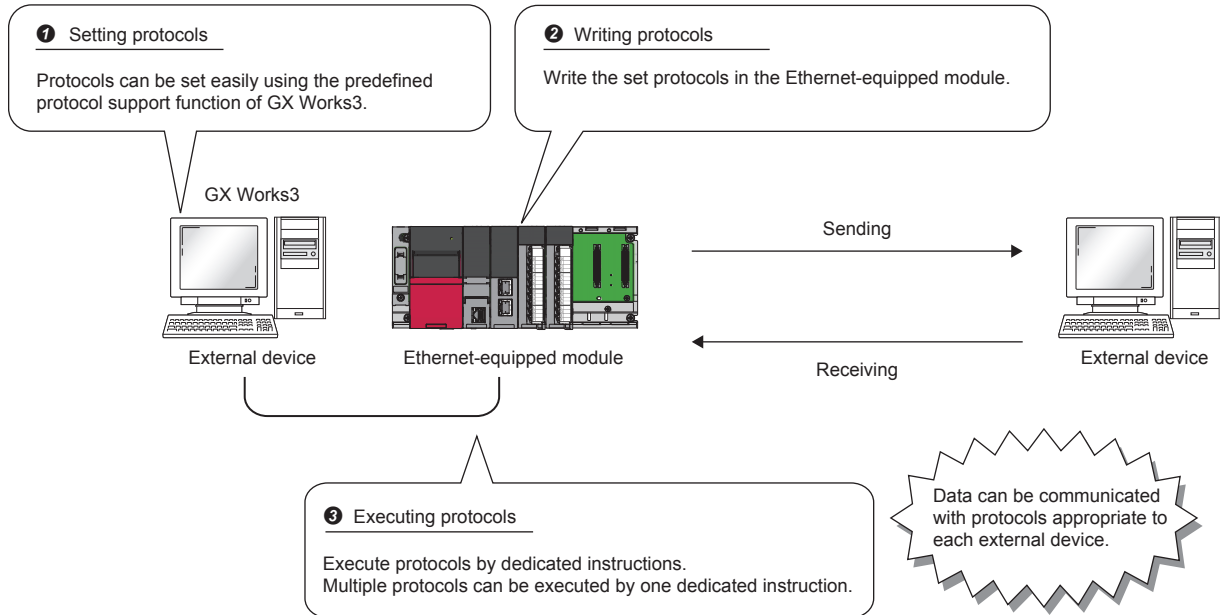 ❶ Setting protocols
Protocols can be set easily using the predefined
protocol support function of GX Works3.
❷ Writing protocols
Write the set protocols in the Ethernet-equipped module.
GX Works3
Sending
External device
Ethernet-equipped module
Receiving
External device
❸ Executing protocols
Execute protocols by dedicated instructions.
Multiple protocols can be executed by one dedicated instruction.
Data can be communicated
with protocols appropriate to
each external device.